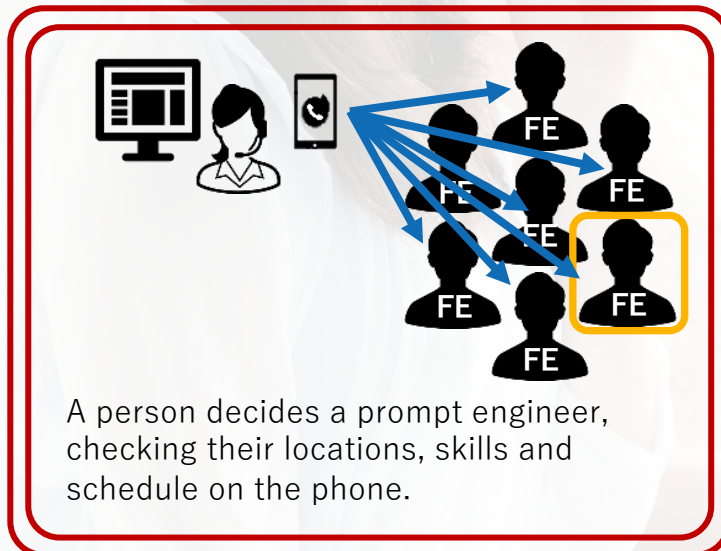 FE
FE
FE
FE
FE
FE
FE
A person decides a prompt engineer,
checking their locations, skills and
schedule on the phone.